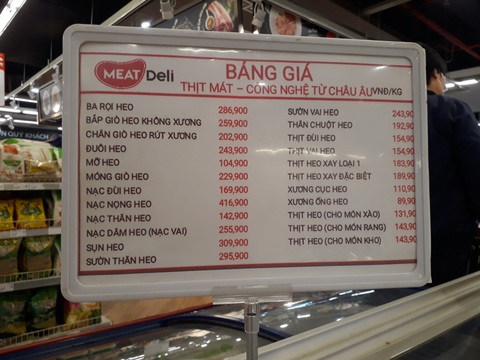 MEAT Deli
BẢNG GIÁ
THỊT MÁT – CÔNG NGHỆ TỪ CHÂU ÂU
VNĐ/KG
BA RỌI HEO 286,900
BẮP GIÒ HEO KHÔNG XƯƠNG 259,900
CHÂN GIÒ HEO RÚT XƯƠNG 202,900
ĐUÔI HEO 243,900
MỠ HEO 104,900
MÓNG GIÒ HEO 229,900
NẠC ĐÙI HEO 169,900
NẠC NỌNG HEO 416,900
NẠC THĂN HEO 142,900
NẠC DĂM HEO (NẠC VAI) 255,900
SỤN HEO 309,900
SƯỜN THĂN HEO 295,900
SƯỜN VAI HEO 243,90
THĂN CHUỘT HEO 192,90
THỊT ĐÙI HEO 154,90
THỊT VAI HEO 154,90
THỊT HEO XAY LOẠI 1 183,90
THỊT HEO XAY ĐẶC BIỆT 189,90
XƯƠNG CỤC HEO 110,90
XƯƠNG ỐNG HEO 89,90
THỊT HEO (CHO MÓN XÀO) 131,90
THỊT HEO (CHO MÓN RANG) 143,90
THỊT HEO (CHO MÓN KHO) 143,90
QUÝ KHÁCH